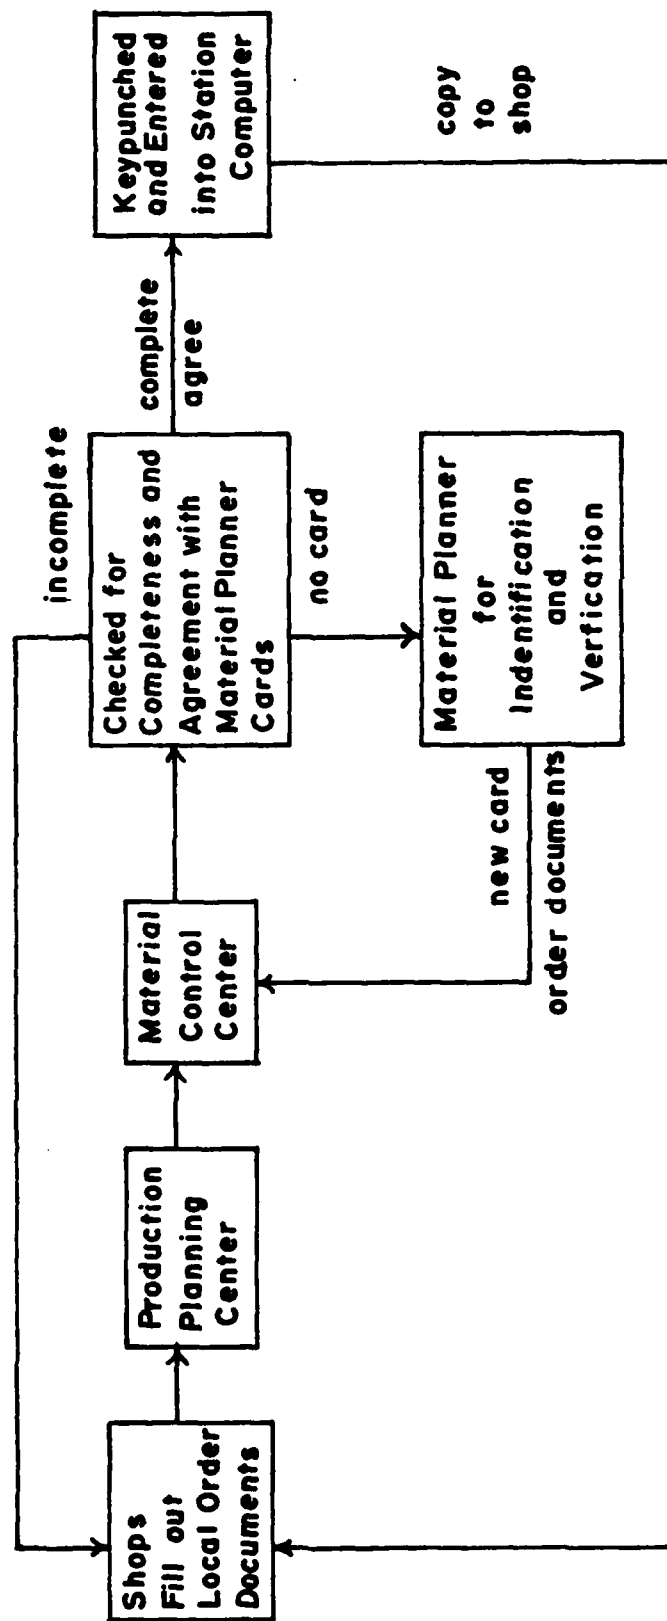 Shops
Fill out
Local Order
Documents
Production
Planning
Center
Material
Control
Center
incomplete
Checked for
Completeness and
Agreement with
Material Planner
Cards
complete
agree
Keypunched
and Entered
into Station
Computer
no card
copy
to
shop
new card
order documents
Material Planner
for
Indentification
and
Verfication